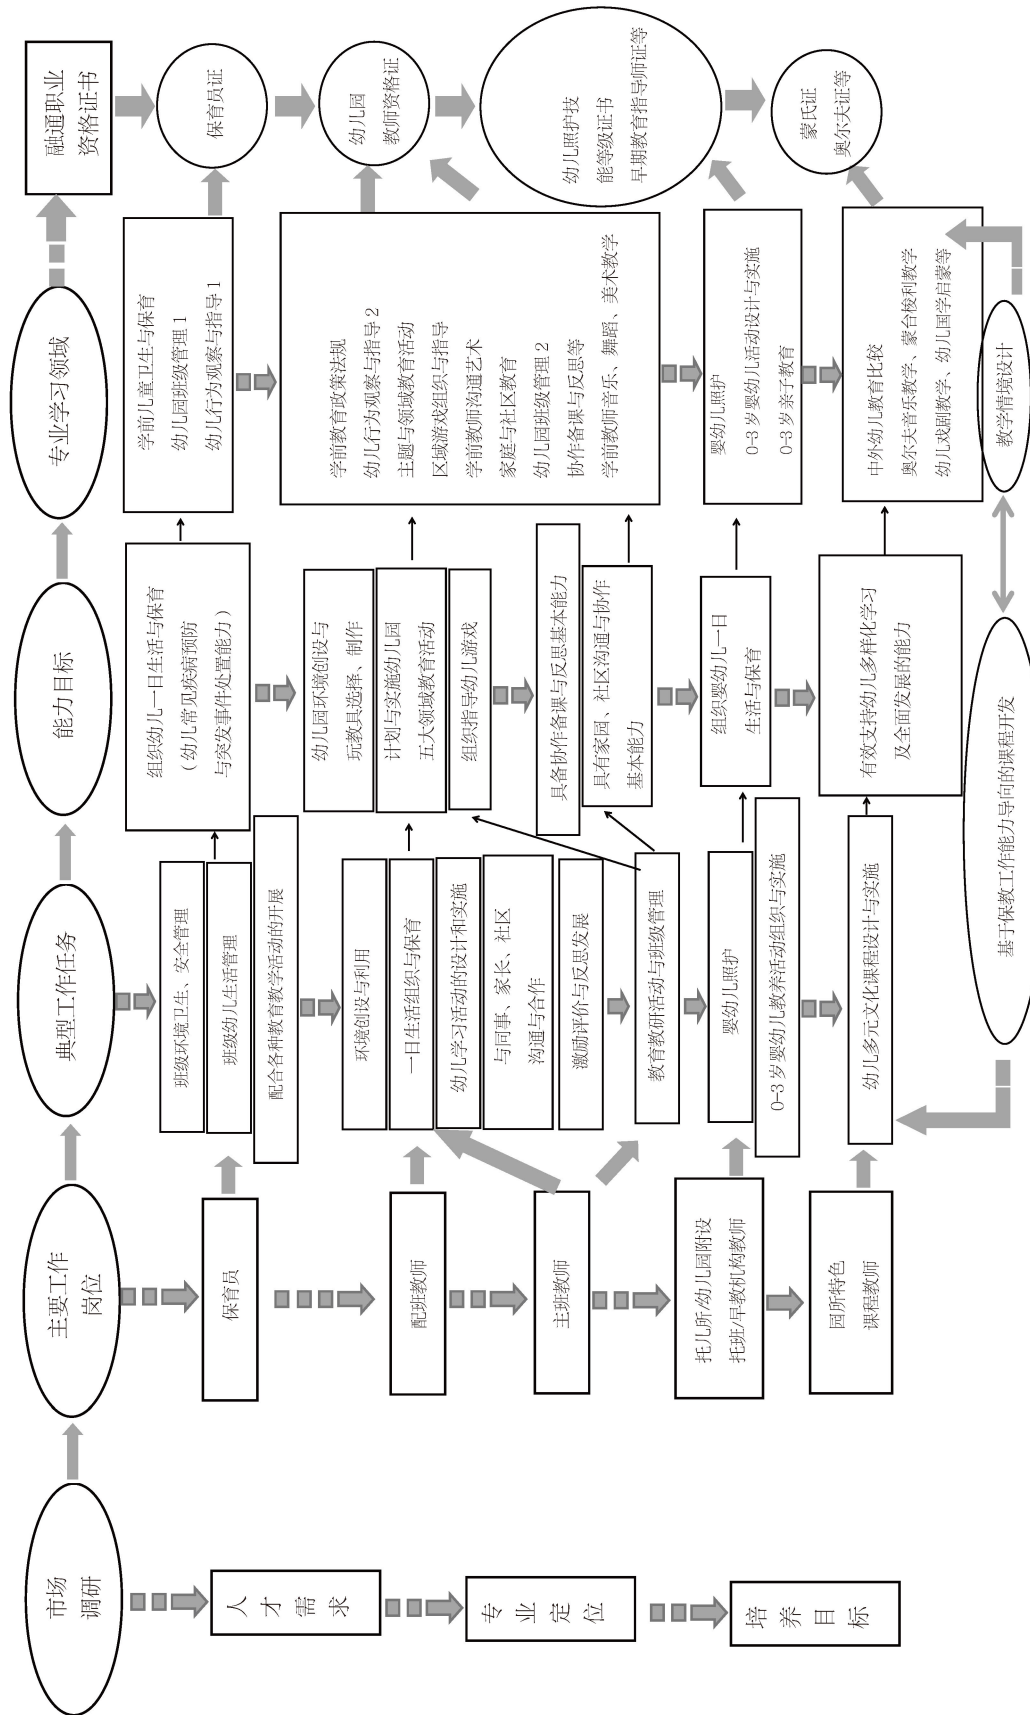 市场
调研
人才需求
专业定位
培养目标
主要工作
岗位
保育员
配班教师
主班教师
托儿所/幼儿园附设
托班/早教机构教师
园所特色
课程教师
典型工作任务
班级环境卫生、安全管理
班级幼儿生活管理
配合各种教育教学活动的开展
环境创设与利用
一日生活组织与保育
幼儿学习活动的设计和实施
与同事、家长、社区
沟通与合作
激励评价与反思发展
教育教研活动与班级管理
婴幼儿照护
0-3岁婴幼儿教养活动组织与实施
幼儿多元文化课程设计与实施
能力目标
组织幼儿一日生活与保育
(幼儿常见疾病预防
与突发事件处置能力)
幼儿园环境创设与
玩教具选择、制作
计划与实施幼儿园
五大领域教育活动
组织指导幼儿游戏
具备协作备课与反思基本能力
具有家园、社区沟通与协作
基本能力
组织婴幼儿一日
生活与保育
有效支持幼儿多样化学习
及全面发展的能力
专业学习领域
学前儿童卫生与保育
幼儿园班级管理1
幼儿行为观察与指导1
学前教育政策法规
幼儿行为观察与指导2
主题与领域教育活动
区域游戏组织与指导
学前教师沟通艺术
家庭与社区教育
幼儿园班级管理2
协作备课与反思等
学前教师音乐、舞蹈、美术教学
婴幼儿照护
0-3岁婴幼儿活动设计与实施
0-3岁亲子教育
中外幼儿教育比较
奥尔夫音乐教学、蒙台梭利教学
幼儿戏剧教学、幼儿国学启蒙等
融通职业
资格证书
保育员证
幼儿园
教师资格证
幼儿照护技
能等级证书
早期教育指导师证等
蒙氏证
奥尔夫证等
基于保教工作能力导向的课程开发
教学情境设计